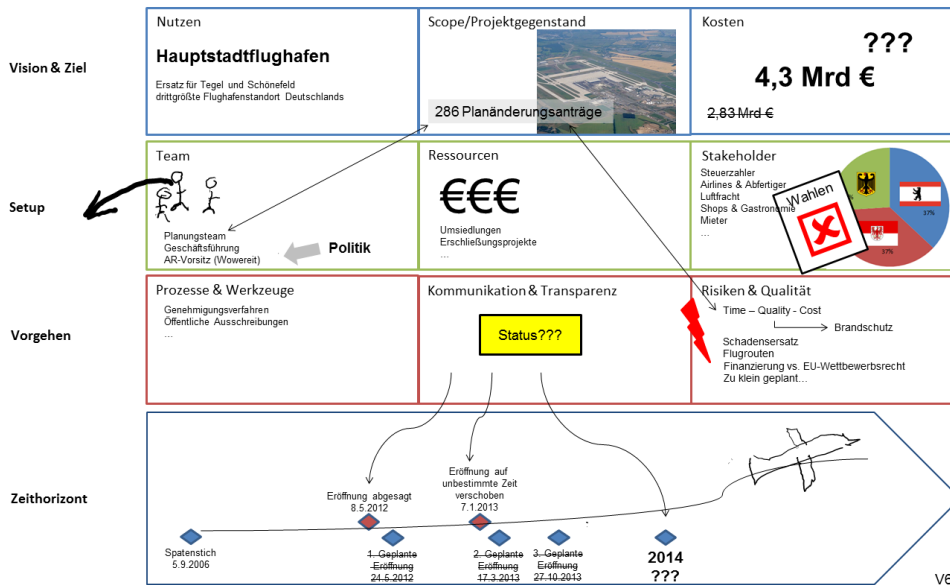 Nutzen
Scope/Projektgegenstand
Kosten
Vision & Ziel
Hauptstadtflughafen
Ersatz für Tegel und Schönefeld
drittgrößte Flughafenstandort Deutschlands
286 Planänderungsanträge
???
4,3 Mrd €
2,83 Mrd €
Team
Ressourcen
Stakeholder
Setup
Planungsteam
Geschäftsführung
AR-Vorsitz (Wowereit)
Politik
€€€
Umsiedlungen
Erschließungsprojekte
...
Steuerzahler
Airlines & Abfertiger
Luftfracht
Shops & Gastronomie
Mieter
...
Wahlen
37%
37%
Prozesse & Werkzeuge
Kommunikation & Transparenz
Risiken & Qualität
Vorgehen
Genehmigungsverfahren
Öffentliche Ausschreibungen
...
Status???
Time – Quality - Cost
Brandschutz
Schadensersatz
Flugrouten
Finanzierung vs. EU-Wettbewerbsrecht
Zu klein geplant...
Zeithorizont
Spatenstich
5.9.2006
Eröffnung abgesagt
8.5.2012
1. Geplante
Eröffnung
24.5.2012
Eröffnung auf
unbestimmte Zeit
verschoben
7.1.2013
2. Geplante
Eröffnung
17.3.2013
3. Geplante
Eröffnung
27.10.2013
2014
???